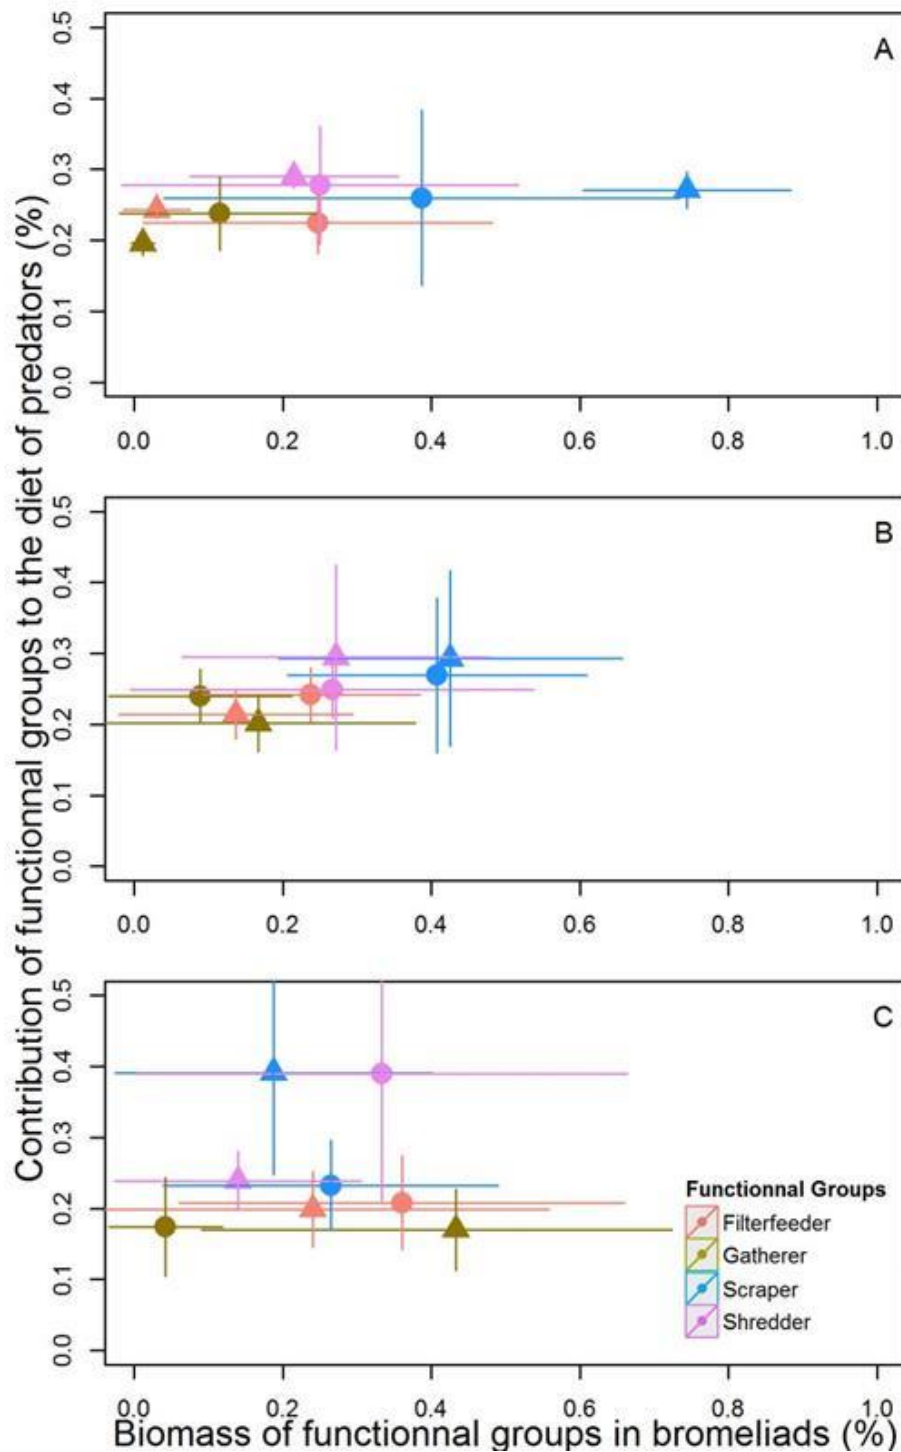 Contribution of functionnal groups to the diet of predators (%)
A
0.5
0.4
0.3
0.2
0.1
0.0
0.0 0.2 0.4 0.6 0.8 1.0
B
0.5
0.4
0.3
0.2
0.1
0.0
0.0 0.2 0.4 0.6 0.8 1.0
C
0.5
0.4
0.3
0.2
0.1
0.0
Functionnal Groups
Filterfeeder
Gatherer
Scraper
Shredder
0.0 0.2 0.4 0.6 0.8 1.0
Biomass of functionnal groups in bromeliads (%)